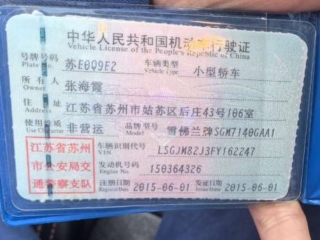 中华人民共和国机动车行驶证
Vehicle License of the People's Republic of China
号牌号码 Plate No. 苏E0Q9E2 车辆类型 Vehicle Type 小型轿车
所有人 Owner 张海霞
住址 Address 江苏省苏州市姑苏区后庄43号106室
使用性质 Use Character 非营运 品牌型号 Model 雪佛兰牌SGM7140GAA1
江苏省苏州市公安局交通警察支队
车辆识别代号 VIN LSGJW82J3FY162247
发动机号码 Engine No. 150364326
注册日期 Register Date 2015-06-01 发证日期 Issue Date 2015-06-01